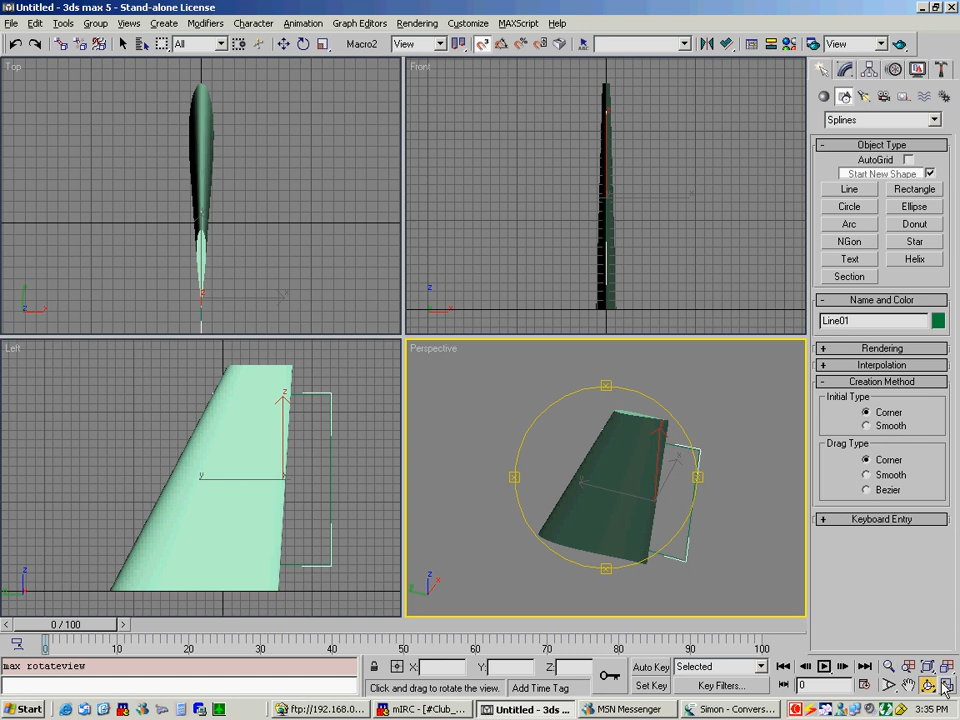 Untitled - 3ds max 5 - Stand-alone License
File Edit Tools Group Views Create Modifiers Character Animation Rendering Customize MAXScript Help
All Macro2 View View
Top
Front
Left
Perspective
z
x
z
x
z
y
z
y
x
z
x
Splines
- Object Type
AutoGrid
Start New Shape
Line Rectangle
Circle Ellipse
Arc Donut
NGon Star
Text Helix
Section
- Name and Color
Line01
+ Rendering
+ Interpolation
- Creation Method
Initial Type
Corner
Smooth
Drag Type
Corner
Smooth
Bezier
+ Keyboard Entry
< 0 / 100 >
0 10 20 30 40 50 60 70 80 90 100
max rotateview
X: Y: Z:
Auto Key Selected
Click and drag to rotate the view. Add Time Tag
Set Key Key Filters... 0
Start ftp://192.168.0... mIRC - [#Club_... Untitled - 3ds ... MSN Messenger Simon - Convers... 3:35 PM